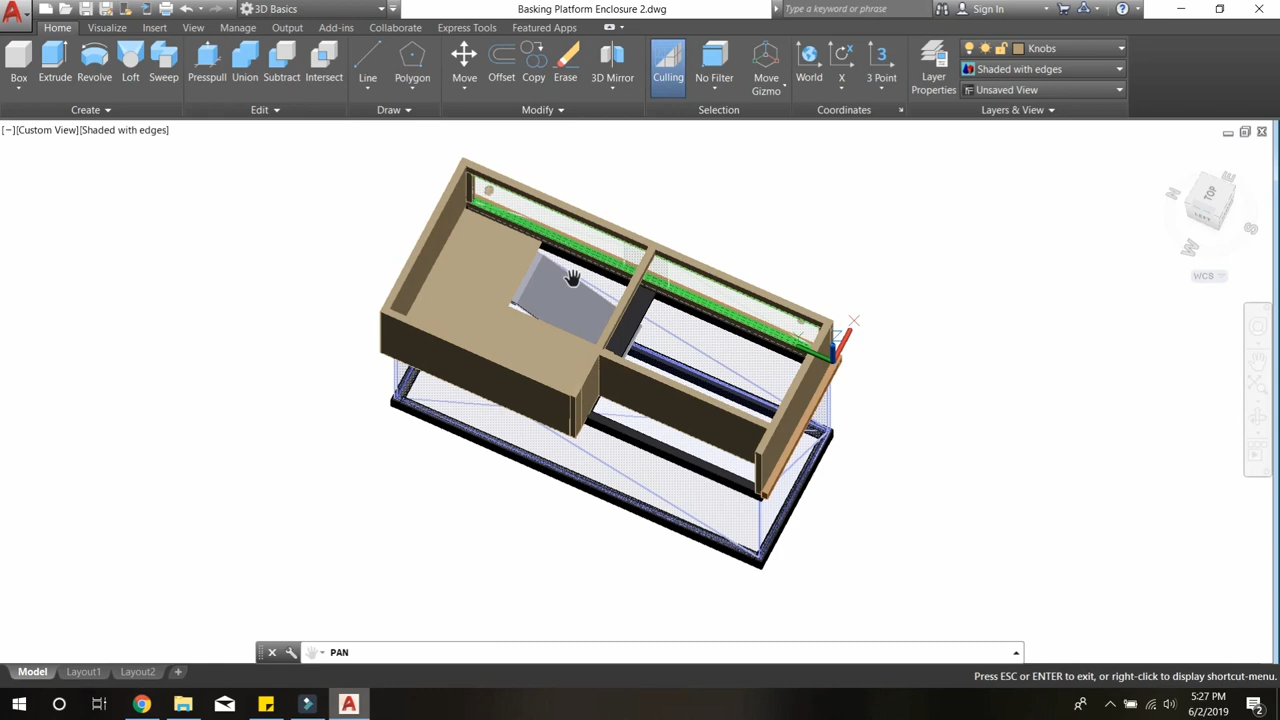 3D Basics
Basking Platform Enclosure 2.dwg
Type a keyword or phrase
Sign In
Home Visualize Insert View Manage Output Add-ins Collaborate Express Tools Featured Apps
Box Extrude Revolve Loft Sweep Presspull Union Subtract Intersect Line Polygon Move Offset Copy Erase 3D Mirror Culling No Filter Move Gizmo World X 3 Point Layer Properties
Knobs
Shaded with edges
Unsaved View
Create Edit Draw Modify Selection Coordinates Layers & View
[−][Custom View][Shaded with edges]
N E
TOP
LEFT
W S
WCS
X
Z
PAN
Model Layout1 Layout2 +
Press ESC or ENTER to exit, or right-click to display shortcut-menu.
5:27 PM
6/2/2019
2